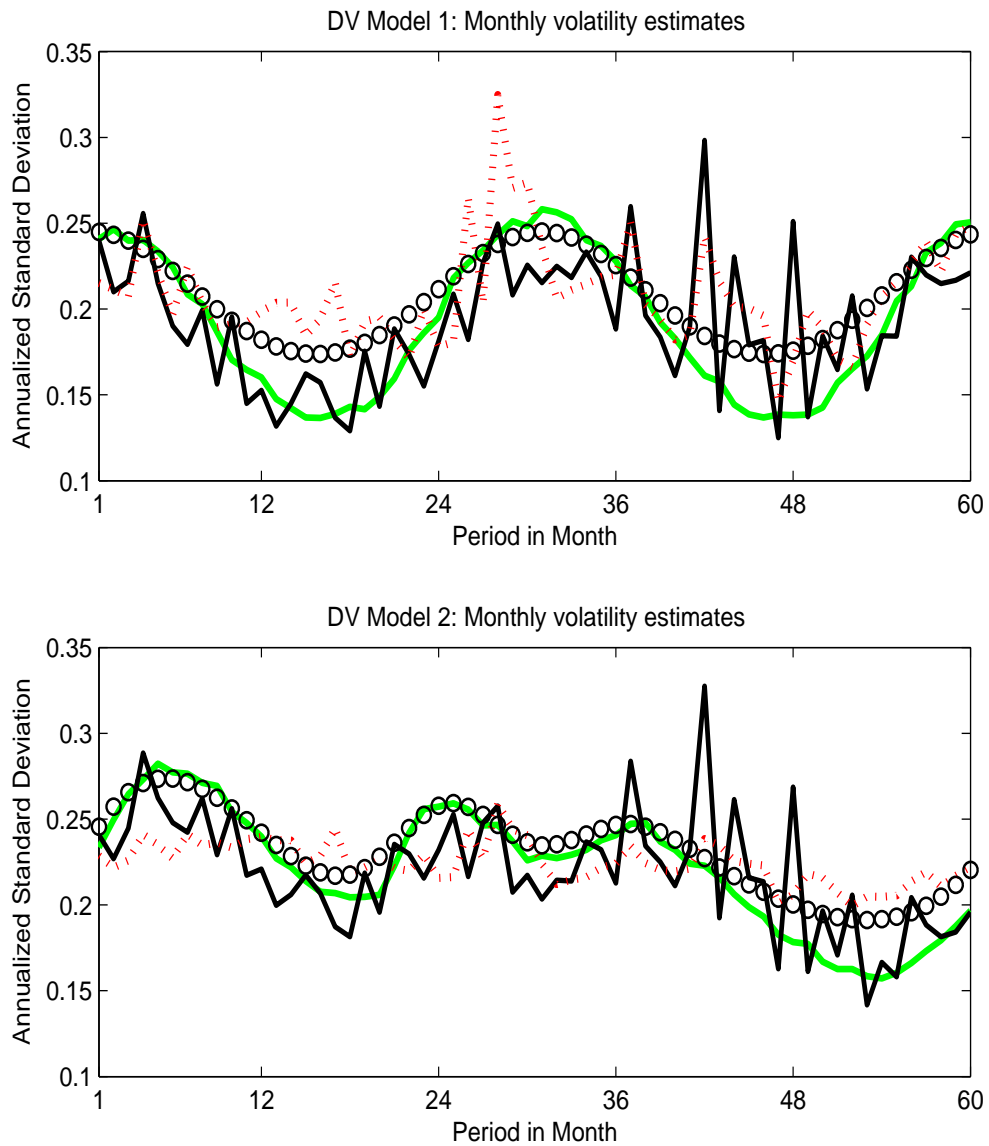 DV Model 1: Monthly volatility estimates
0.35
0.3
0.25
0.2
0.15
0.1
Annualized Standard Deviation
1 12 24 36 48 60
Period in Month
DV Model 2: Monthly volatility estimates
0.35
0.3
0.25
0.2
0.15
0.1
Annualized Standard Deviation
1 12 24 36 48 60
Period in Month